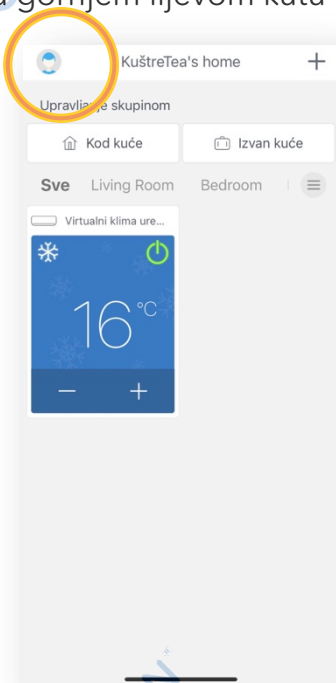 gornjem lijevom kutu
KuštreTea's home +
Upravljanje skupinom
Kod kuće
Izvan kuće
Sve Living Room Bedroom
Virtualni klima ure...
16 °C
− +